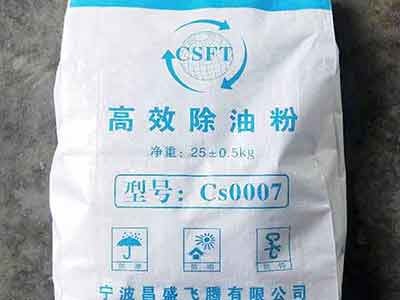 CSFT
高效除油粉
净重：25±0.5kg
型号：Cs0007
宁波昌盛飞腾有限公司